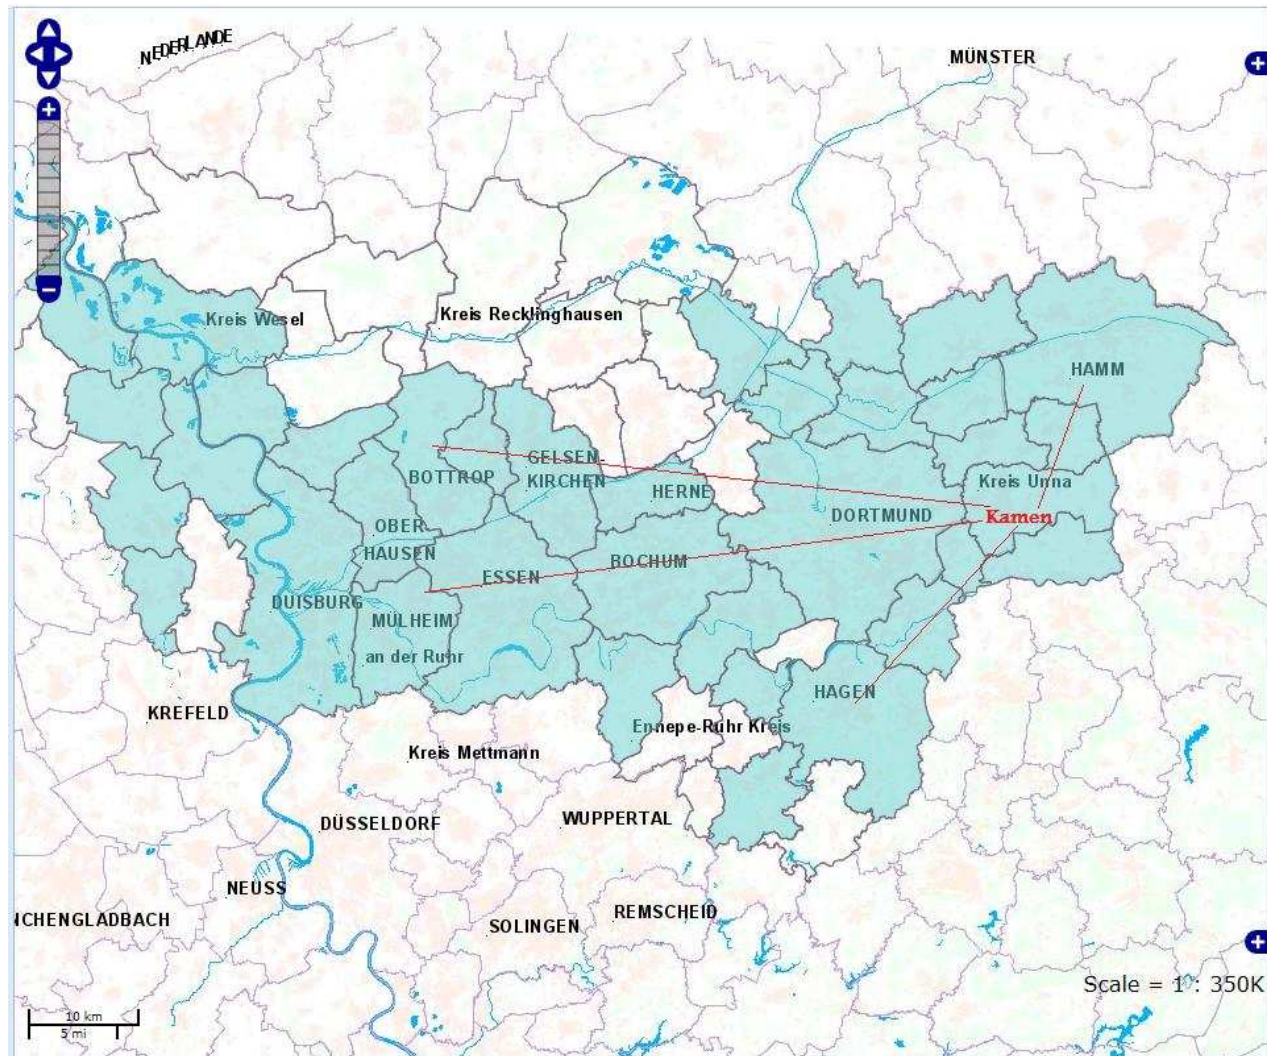 NEDERLANDE
MÜNSTER
Kreis Wesel
Kreis Recklinghausen
HAMM
GELSEN-
KIRCHEN
BOTTROP
HERNE
Kreis Unna
Kamen
DORTMUND
OBER-
HAUSEN
BOCHUM
ESSEN
DUISBURG
MÜLHEIM
an der Ruhr
HAGEN
KREFELD
Ennepe-Ruhr Kreis
Kreis Mettmann
DÜSSELDORF
WUPPERTAL
NEUSS
NCHENGLADBACH
SOLINGEN
REMSCHEID
Scale = 1 : 350K
10 km
5 mi